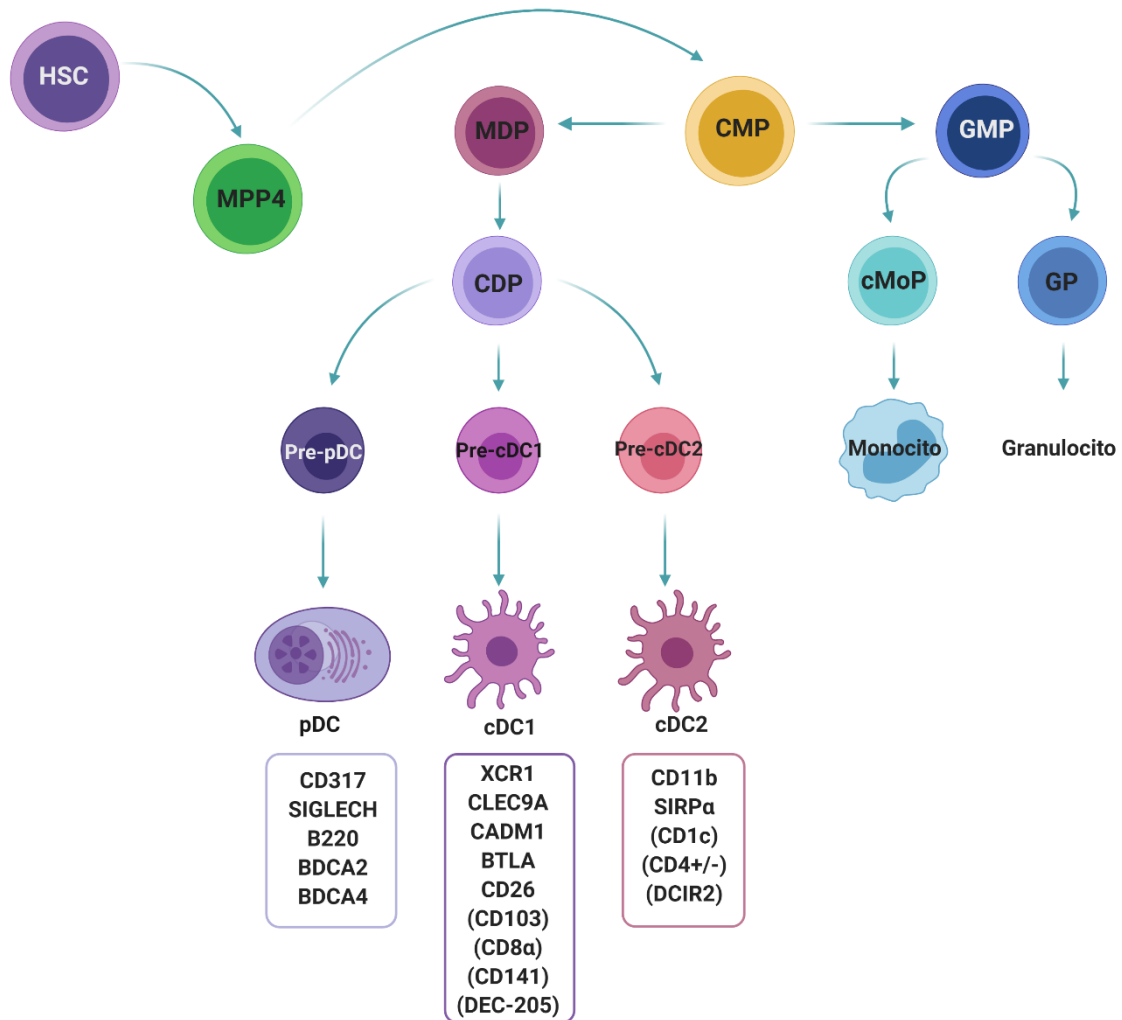 HSC
MPP4
MDP
CMP
GMP
CDP
cMoP
GP
Pre-pDC
Pre-cDC1
Pre-cDC2
Monocito
Granulocito
pDC
cDC1
cDC2
CD317
SIGLECH
B220
BDCA2
BDCA4
XCR1
CLEC9A
CADM1
BTLA
CD26
(CD103)
(CD8α)
(CD141)
(DEC-205)
CD11b
SIRPα
(CD1c)
(CD4+/-)
(DCIR2)